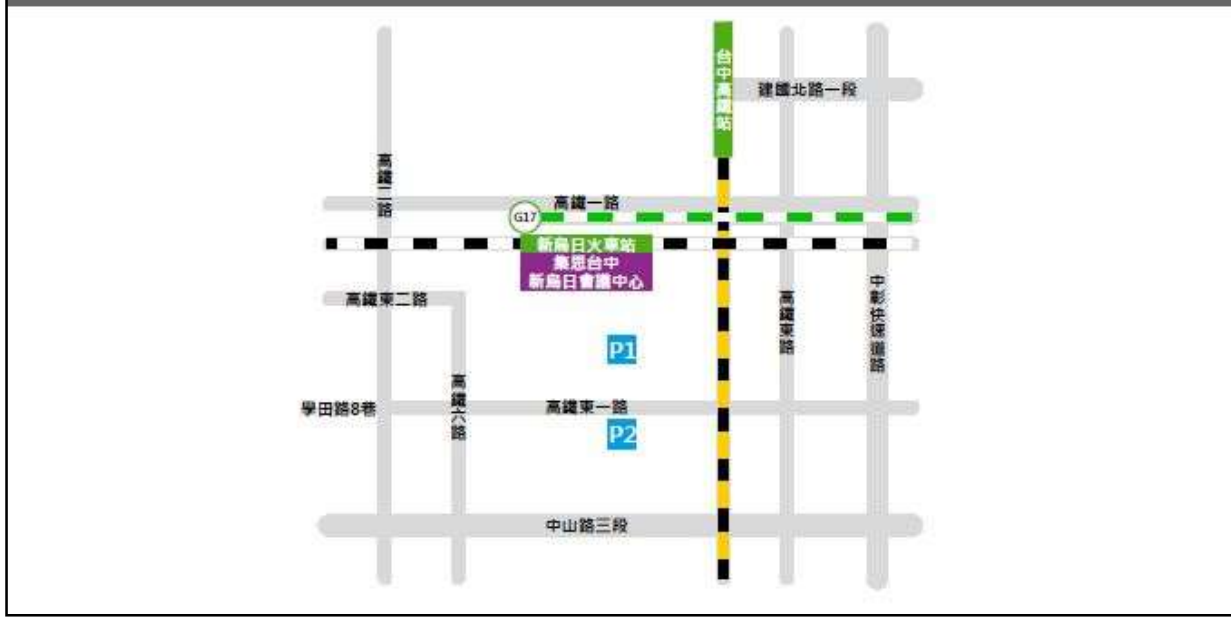 台中高鐵站
建國北路一段
高鐵二路
高鐵一路
G17
新烏日火車站
集思台中
新烏日會議中心
高鐵東二路
高鐵東路
中彰快速道路
P1
高鐵六路
學田路8巷
高鐵東一路
P2
中山路三段